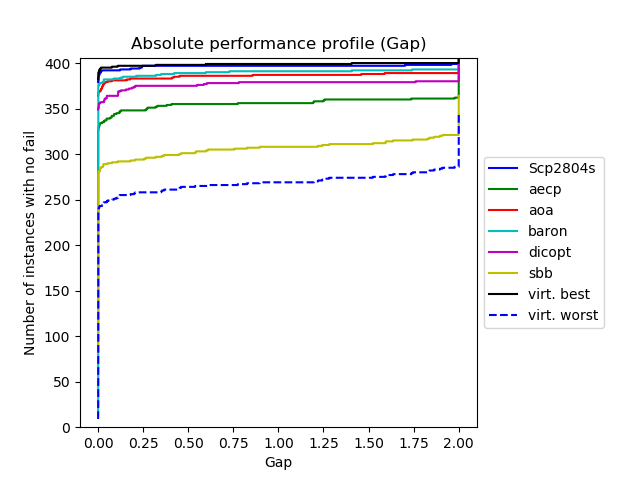 Absolute performance profile (Gap)
Number of instances with no fail
400
350
300
250
200
150
100
50
0
0.00 0.25 0.50 0.75 1.00 1.25 1.50 1.75 2.00
Gap
Scp2804s
aecp
aoa
baron
dicopt
sbb
virt. best
virt. worst